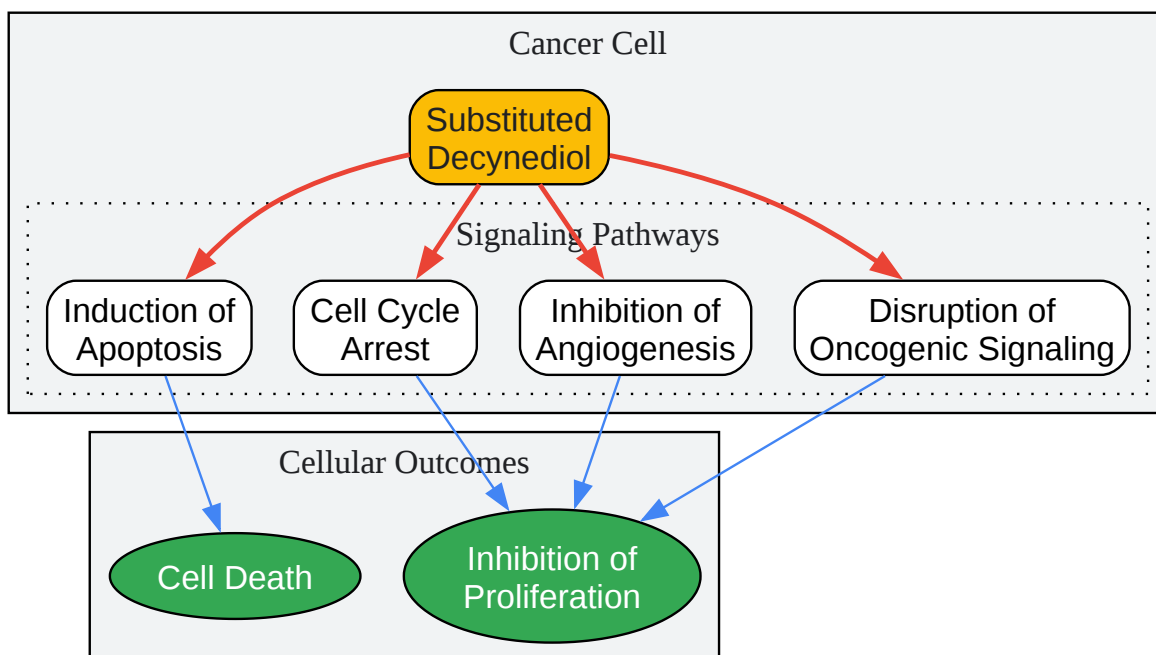 Cancer Cell
Substituted
Decynediol
Signaling Pathways
Induction of
Apoptosis
Cell Cycle
Arrest
Inhibition of
Angiogenesis
Disruption of
Oncogenic Signaling
Cellular Outcomes
Cell Death
Inhibition of
Proliferation